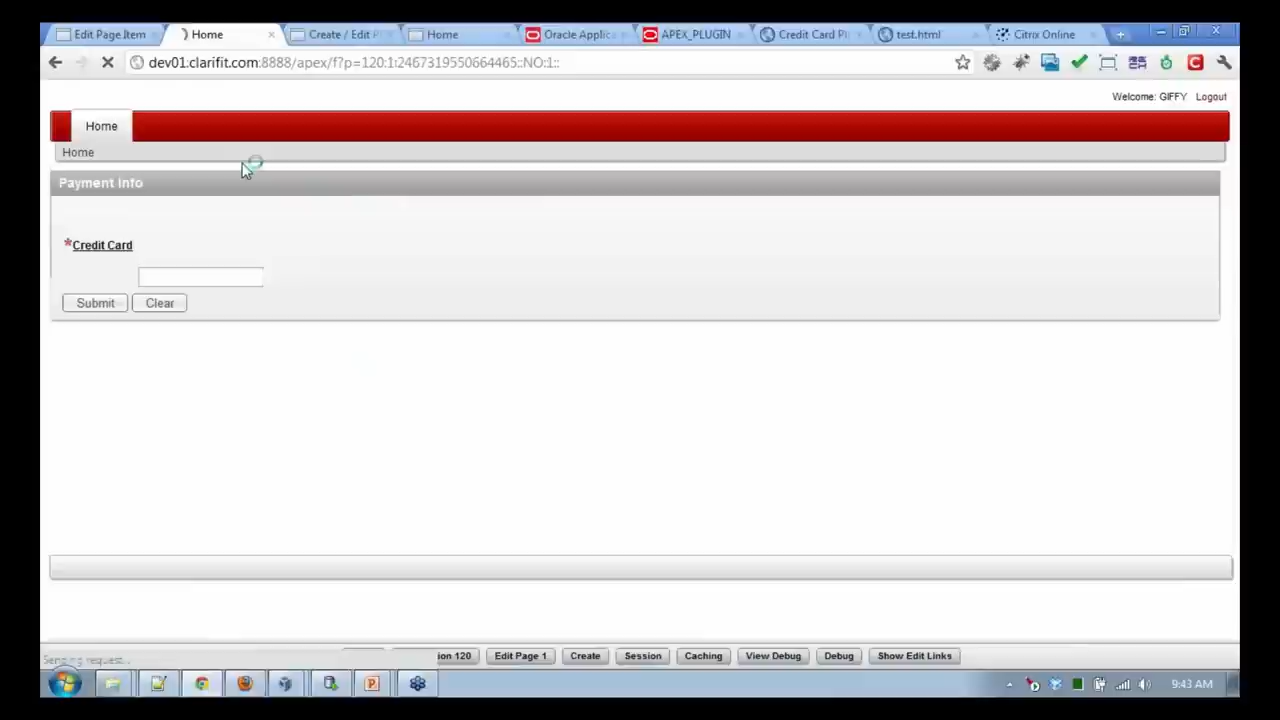 Edit Page Item
Home
Create / Edit P
Home
Oracle Applic
APEX_PLUGIN
Credit Card Pl
test.html
Citrix Online
dev01.clarifit.com:8888/apex/f?p=120:1:2467319550664465::NO:1::
Welcome: GIFFY Logout
Home
Home
Payment Info
*Credit Card
Submit Clear
Sending request...
ion 120 Edit Page 1 Create Session Caching View Debug Debug Show Edit Links
9:43 AM